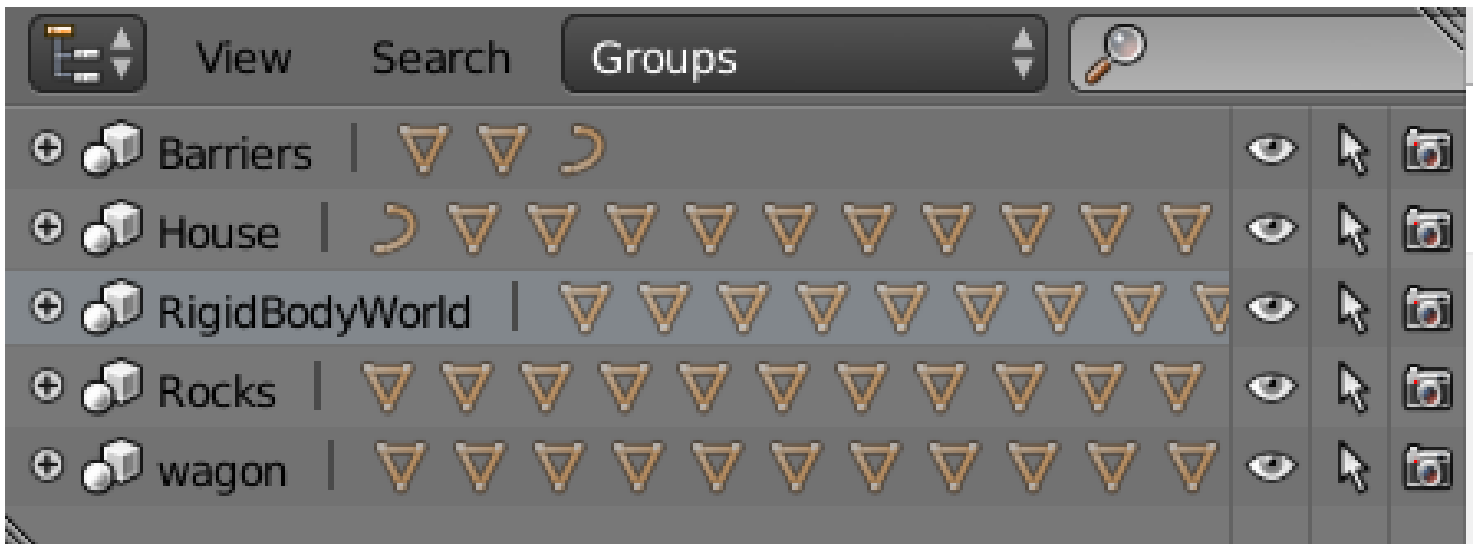 View Search Groups
Barriers
House
RigidBodyWorld
Rocks
wagon